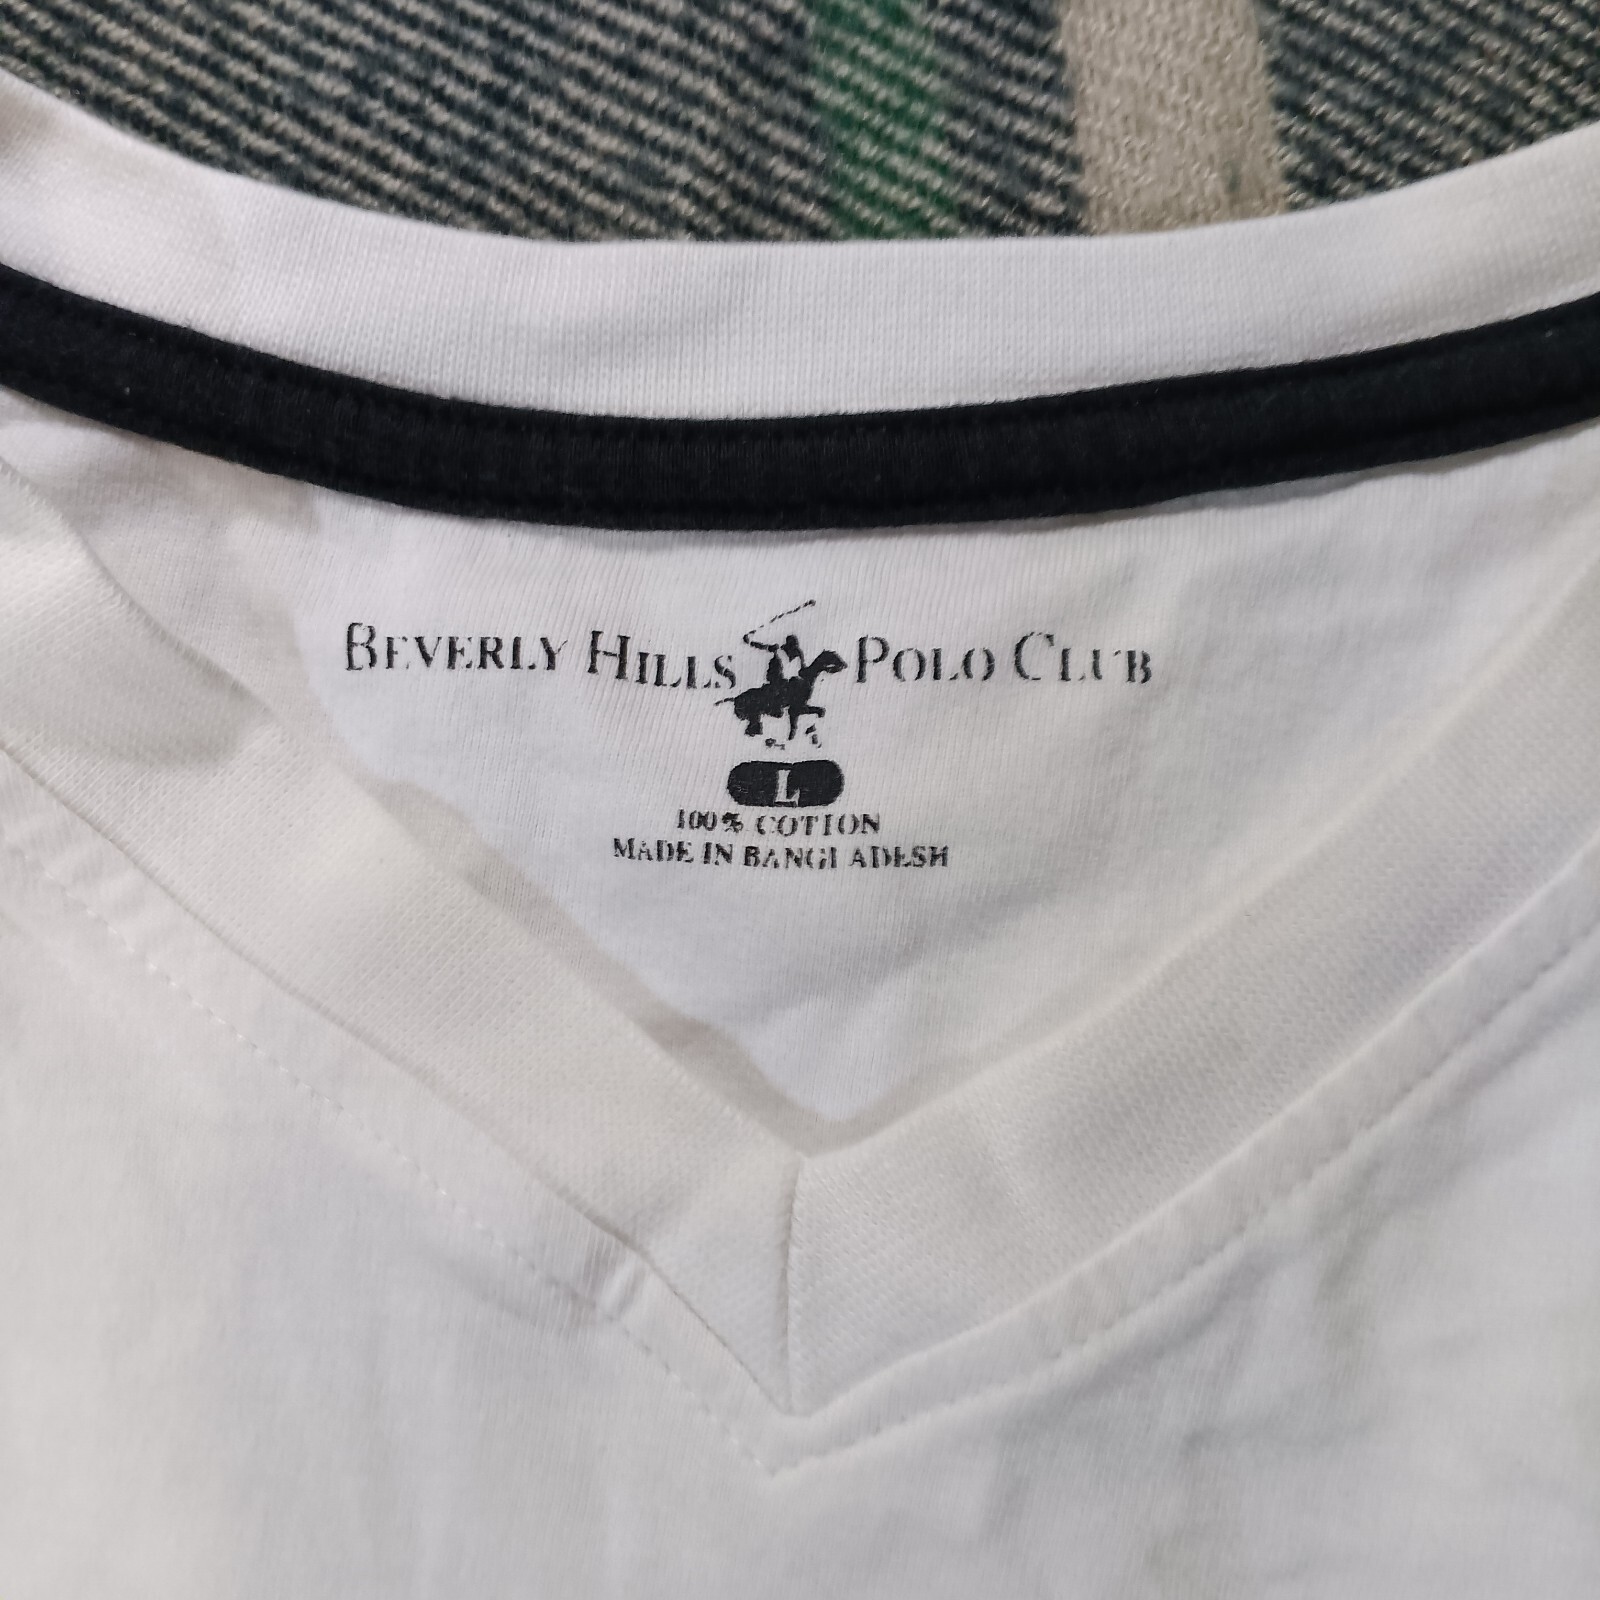 BEVERLY HILLS POLO CLUB
L
100% COTTON
MADE IN BANGLADESH